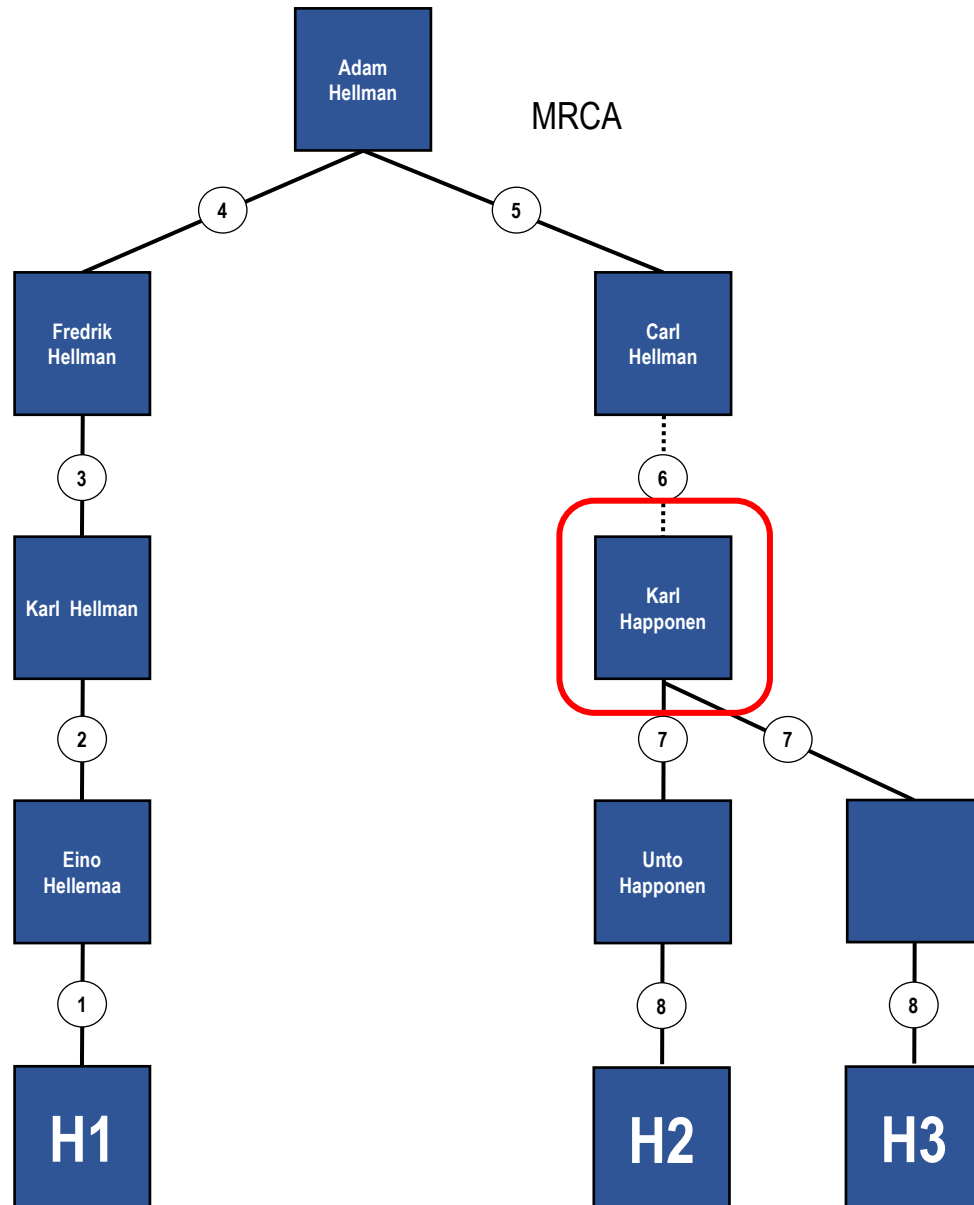 Adam
Hellman
MRCA
4
5
Fredrik
Hellman
Carl
Hellman
3
6
Karl Hellman
Karl
Happonen
2
7
7
Eino
Hellemaa
Unto
Happonen
1
8
8
H1
H2
H3